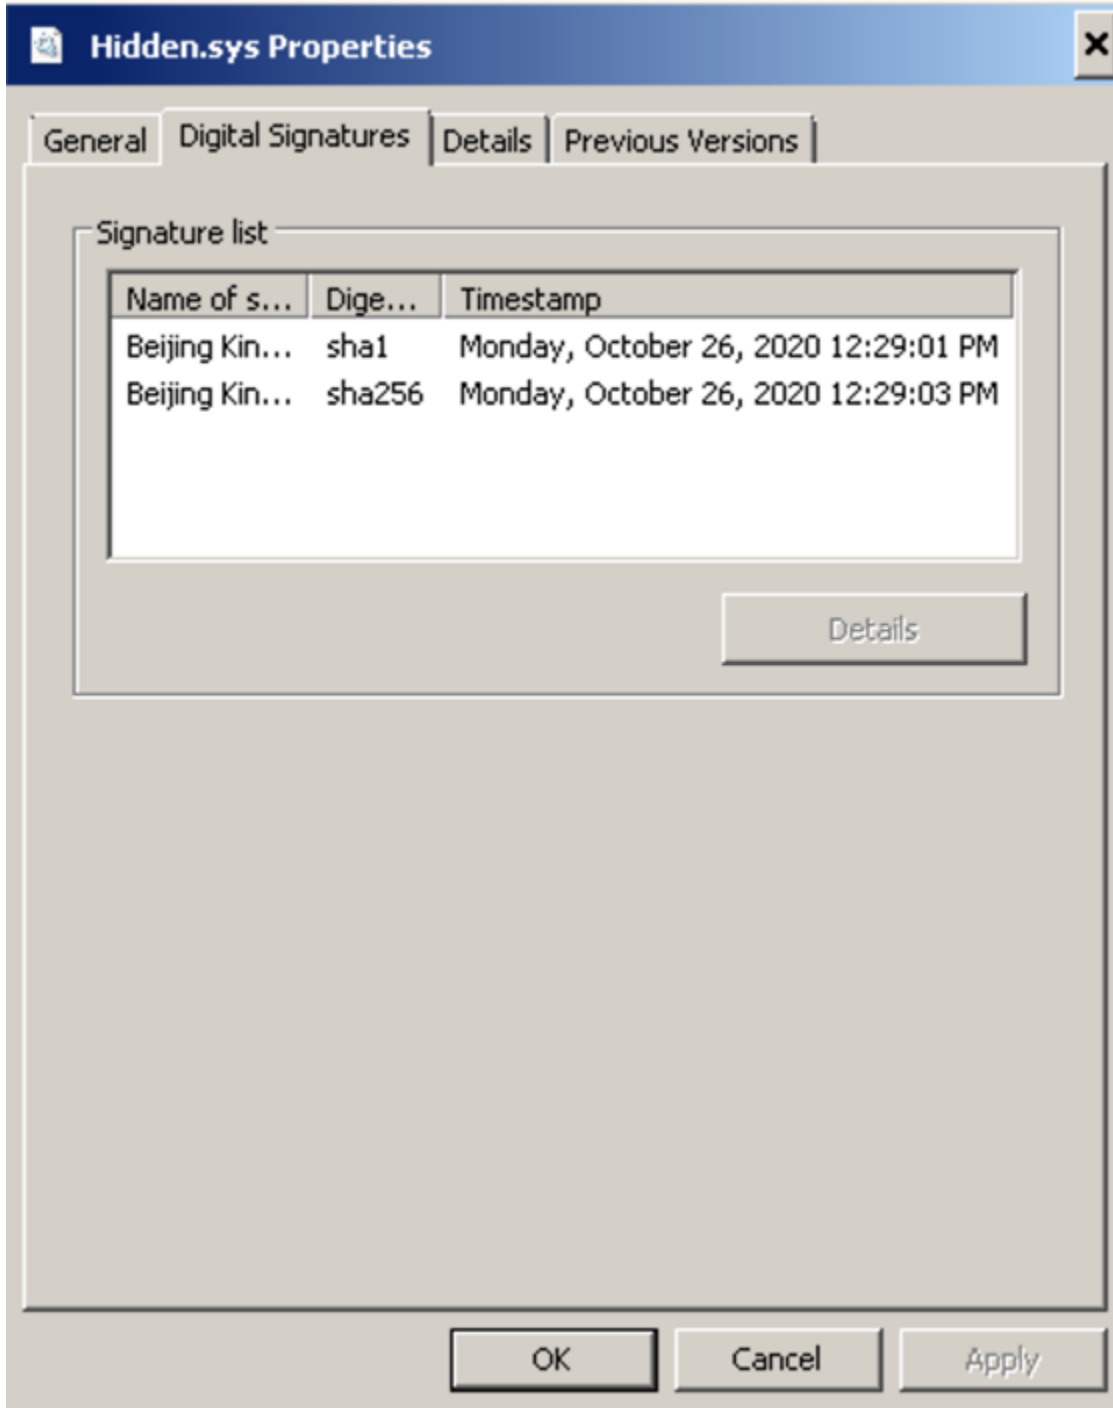 Hidden.sys Properties
General Digital Signatures Details Previous Versions
Signature list
Name of s... Dige... Timestamp
Beijing Kin... sha1 Monday, October 26, 2020 12:29:01 PM
Beijing Kin... sha256 Monday, October 26, 2020 12:29:03 PM
Details
OK Cancel Apply